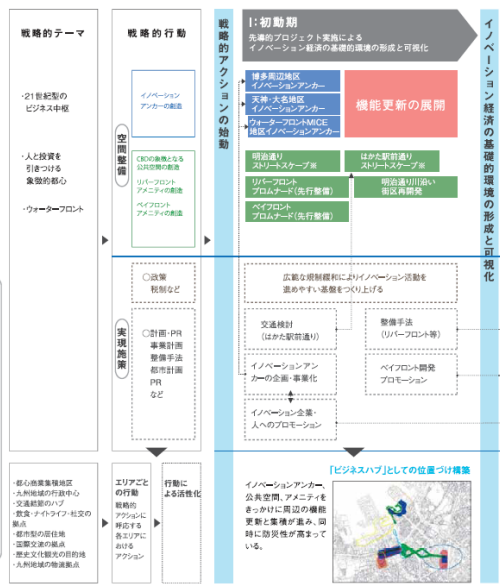 戦略的テーマ
・21世紀型の
ビジネス中枢
・人と投資を
引きつける
象徴的都心
・ウォーターフロント
戦略的行動
空間整備
イノベーション
アンカーの創造
CBDの象徴となる
公共空間の創造
リバーフロント
アメニティの創造
ベイフロント
アメニティの創造
実現施策
〇政策
税制など
〇計画・PR
事業計画
整備手法
都市計画
PR
など
戦略的アクションの始動
Ⅰ:初動期
先導的プロジェクト実施による
イノベーション経済の基礎的環境の形成と可視化
博多周辺地区
イノベーションアンカー
天神・大名地区
イノベーションアンカー
ウォーターフロントMICE
地区イノベーションアンカー
機能更新の展開
明治通り
ストリートスケープ※
はかた駅前通り
ストリートスケープ※
リバーフロント
プロムナード(先行整備)
明治通り川沿い
街区再開発
ベイフロント
プロムナード(先行整備)
広範な規制緩和によりイノベーション活動を
進めやすい基盤をつくり上げる
交通検討
(はかた駅前通り)
整備手法
(リバーフロント等)
イノベーションアン
カーの企画・事業化
ベイフロント開発
プロモーション
イノベーション企業・
人へのプロモーション
イノベーション経済の基礎的環境の形成と可視化
・都心商業集積地区
・九州地域の行政中心
・交通結節のハブ
・飲食・ナイトライフ・社交の
拠点
・都市型の居住地
・国際交流の拠点
・歴史文化観光の目的地
・九州地域の物流拠点
エリアごと
の行動
戦略的
アクションに
呼応する
各エリアに
おける
アクション
行動に
よる活性化
「ビジネスハブ」としての位置づけ構築
イノベーションアンカー、
公共空間、アメニティを
きっかけに周辺の機能
更新と集積が進み、同
時に防災性が高まって
いる。